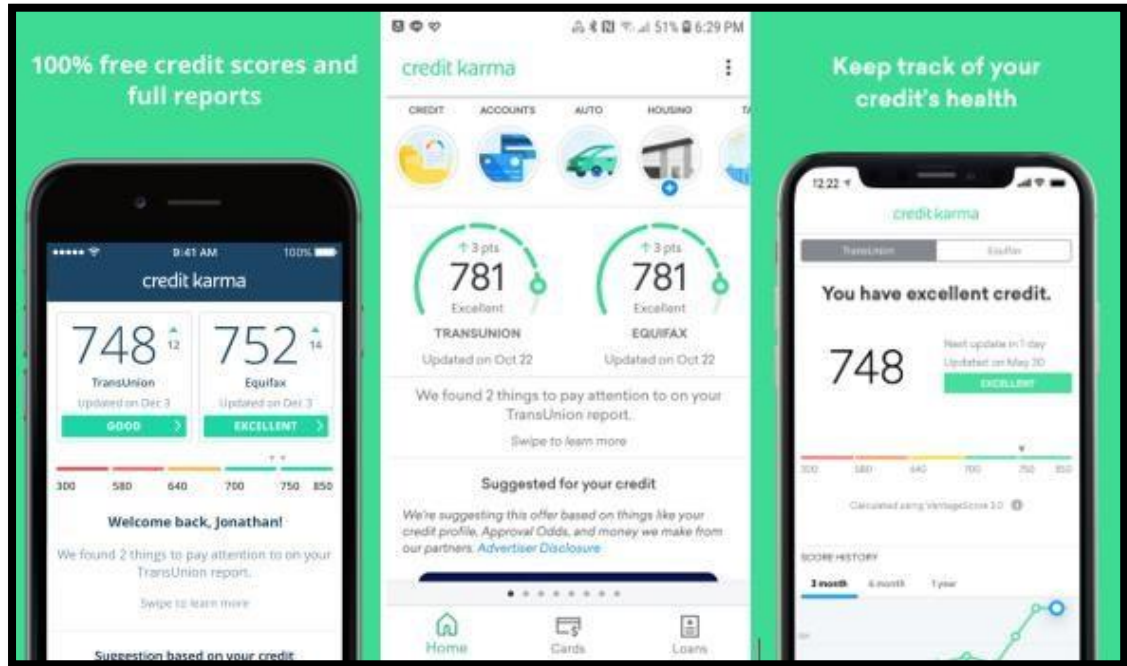 100% free credit scores and
full reports
9:41 AM
100%
credit karma
748
12
752
14
TransUnion
Equifax
Updated on Dec 3
Updated on Dec 3
GOOD
EXCELLENT
300 580 640 700 750 850
Welcome back, Jonathan!
We found 2 things to pay attention to on your
TransUnion report.
Swipe to learn more
Suggestion based on your credit
51% 6:29 PM
credit karma
CREDIT ACCOUNTS AUTO HOUSING TA
3 pts
781
Excellent
TRANSUNION
Updated on Oct 22
3 pts
781
Excellent
EQUIFAX
Updated on Oct 22
We found 2 things to pay attention to on your
TransUnion report.
Swipe to learn more
Suggested for your credit
We're suggesting this offer based on things like your
credit profile, Approval Odds, and money we make from
our partners. Advertiser Disclosure
Home Cards Loans
Keep track of your
credit's health
12:22
credit karma
TransUnion Equifax
You have excellent credit.
748
Next update in 1 day
Updated on May 30
EXCELLENT
300 580 640 700 750 850
Calculated using VantageScore 3.0
SCORE HISTORY
3 month 6 month 1 year